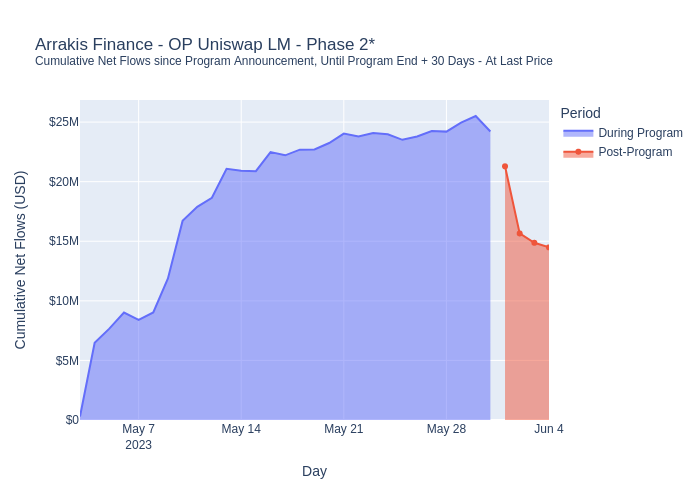 Arrakis Finance - OP Uniswap LM - Phase 2*
Cumulative Net Flows since Program Announcement, Until Program End + 30 Days - At Last Price
Period
During Program
Post-Program
Cumulative Net Flows (USD)
$25M
$20M
$15M
$10M
$5M
$0
May 7
2023
May 14
May 21
May 28
Jun 4
Day